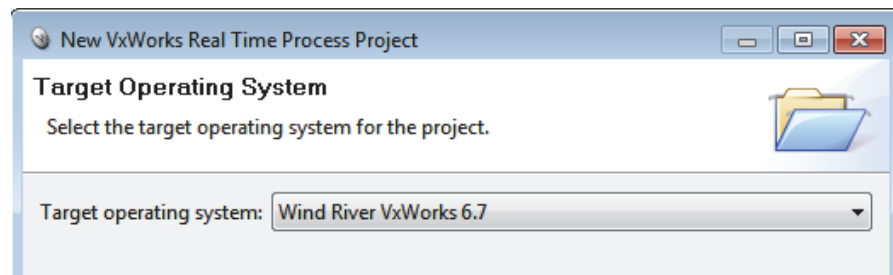 New VxWorks Real Time Process Project
Target Operating System
Select the target operating system for the project.
Target operating system: Wind River VxWorks 6.7